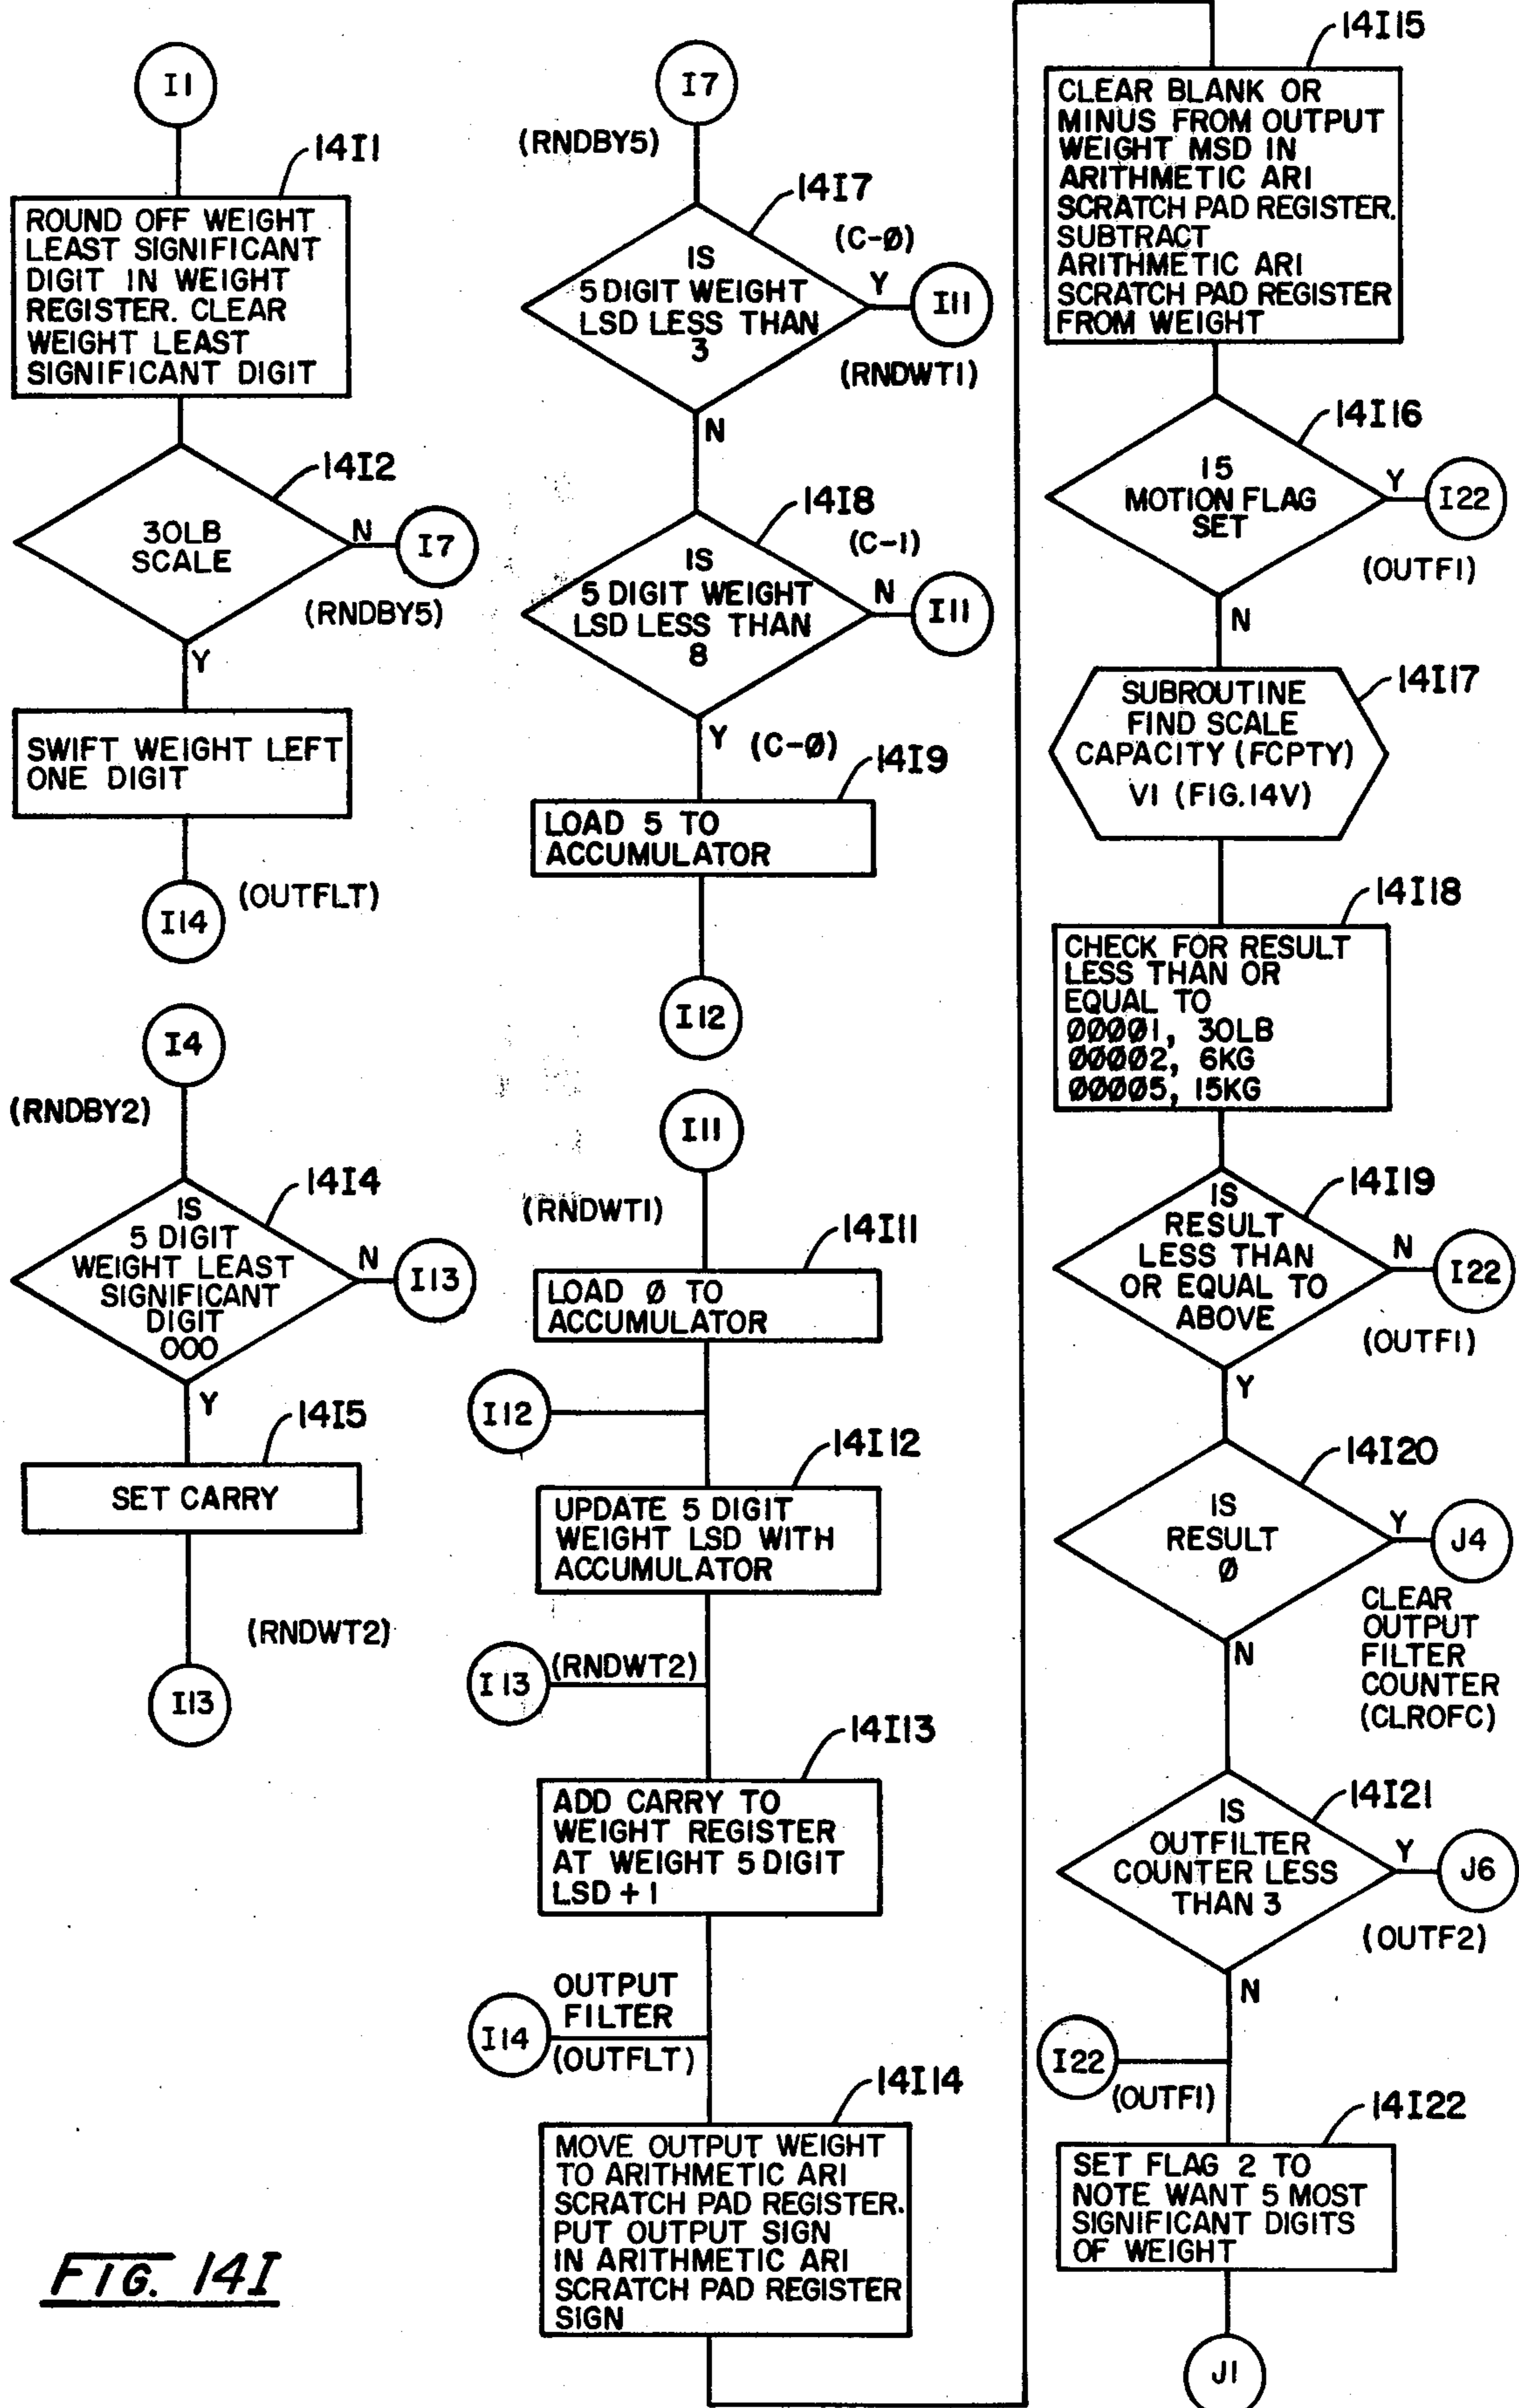 I1
14I1
ROUND OFF WEIGHT
LEAST SIGNIFICANT
DIGIT IN WEIGHT
REGISTER. CLEAR
WEIGHT LEAST
SIGNIFICANT DIGIT
14I2
30LB
SCALE
N
I7
(RNDBY5)
Y
SWIFT WEIGHT LEFT
ONE DIGIT
(OUTFLT)
I14
I4
(RNDBY2)
14I4
IS
5 DIGIT
WEIGHT LEAST
SIGNIFICANT
DIGIT
000
N
I13
Y
14I5
SET CARRY
(RNDWT2)
I13
I7
(RNDBY5)
14I7
(C-Ø)
IS
5 DIGIT WEIGHT
LSD LESS THAN
3
Y
I11
(RNDWT1)
N
14I8
(C-1)
IS
5 DIGIT WEIGHT
LSD LESS THAN
8
N
I11
Y (C-Ø)
14I9
LOAD 5 TO
ACCUMULATOR
I12
I11
(RNDWT1)
14I11
LOAD Ø TO
ACCUMULATOR
I12
14I12
UPDATE 5 DIGIT
WEIGHT LSD WITH
ACCUMULATOR
I13
(RNDWT2)
14I13
ADD CARRY TO
WEIGHT REGISTER
AT WEIGHT 5 DIGIT
LSD + 1
OUTPUT
FILTER
I14
(OUTFLT)
14I14
MOVE OUTPUT WEIGHT
TO ARITHMETIC ARI
SCRATCH PAD REGISTER.
PUT OUTPUT SIGN
IN ARITHMETIC ARI
SCRATCH PAD REGISTER
SIGN
14I15
CLEAR BLANK OR
MINUS FROM OUTPUT
WEIGHT MSD IN
ARITHMETIC ARI
SCRATCH PAD REGISTER.
SUBTRACT
ARITHMETIC ARI
SCRATCH PAD REGISTER
FROM WEIGHT
14I16
15
MOTION FLAG
SET
Y
I22
(OUTF1)
N
14I17
SUBROUTINE
FIND SCALE
CAPACITY (FCPTY)
V1 (FIG.14V)
14I18
CHECK FOR RESULT
LESS THAN OR
EQUAL TO
ØØØØ1, 30LB
ØØØØ2, 6KG
ØØØØ5, 15KG
14I19
IS
RESULT
LESS THAN
OR EQUAL TO
ABOVE
N
I22
(OUTF1)
Y
14I20
IS
RESULT
Ø
Y
J4
CLEAR
OUTPUT
FILTER
COUNTER
(CLROFC)
N
14I21
IS
OUTFILTER
COUNTER LESS
THAN 3
Y
J6
(OUTF2)
N
I22
(OUTF1)
14I22
SET FLAG 2 TO
NOTE WANT 5 MOST
SIGNIFICANT DIGITS
OF WEIGHT
J1
FIG. 14I